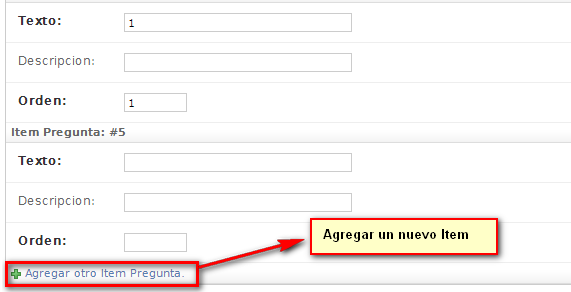 Texto:
1
Descripcion:
Orden:
1
Item Pregunta: #5
Texto:
Descripcion:
Orden:
Agregar un nuevo Item
Agregar otro Item Pregunta.